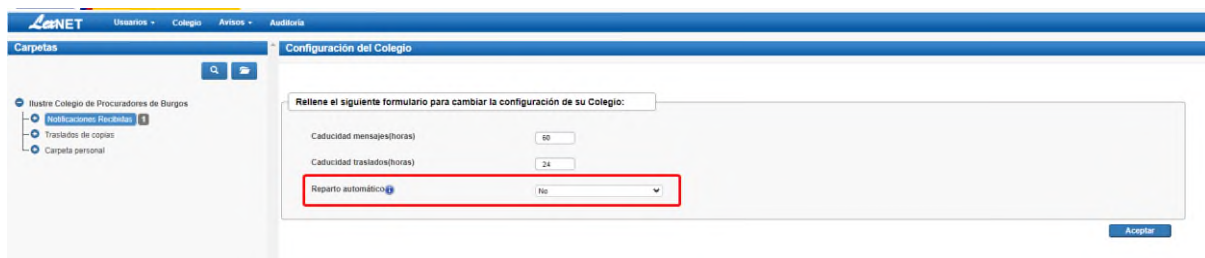 LexNET Usuarios Colegio Avisos Auditoría
Carpetas
Configuración del Colegio
Ilustre Colegio de Procuradores de Burgos
Notificaciones Recibidas 1
Traslados de copias
Carpeta personal
Rellene el siguiente formulario para cambiar la configuración de su Colegio:
Caducidad mensajes(horas) 60
Caducidad traslados(horas) 24
Reparto automático No
Aceptar